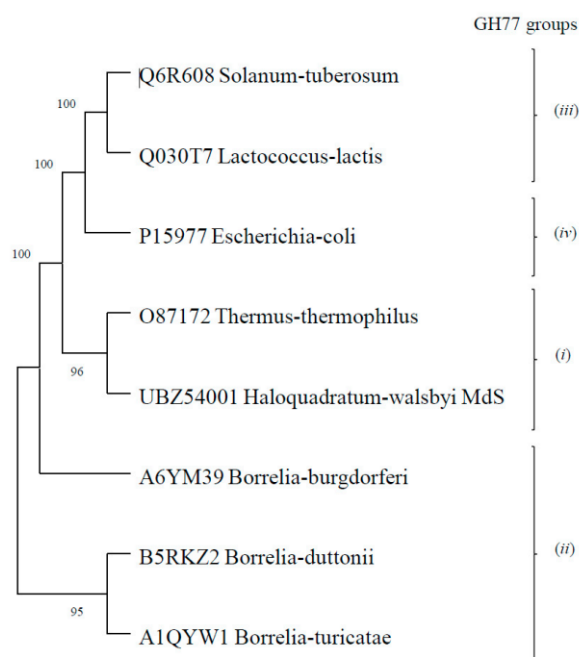 GH77 groups
Q6R608 Solanum-tuberosum
100
(iii)
Q030T7 Lactococcus-lactis
100
P15977 Escherichia-coli
(iv)
100
O87172 Thermus-thermophilus
(i)
96
UBZ54001 Haloquadratum-walsbyi MdS
A6YM39 Borrelia-burgdorferi
B5RKZ2 Borrelia-duttonii
(ii)
95
A1QYW1 Borrelia-turicatae